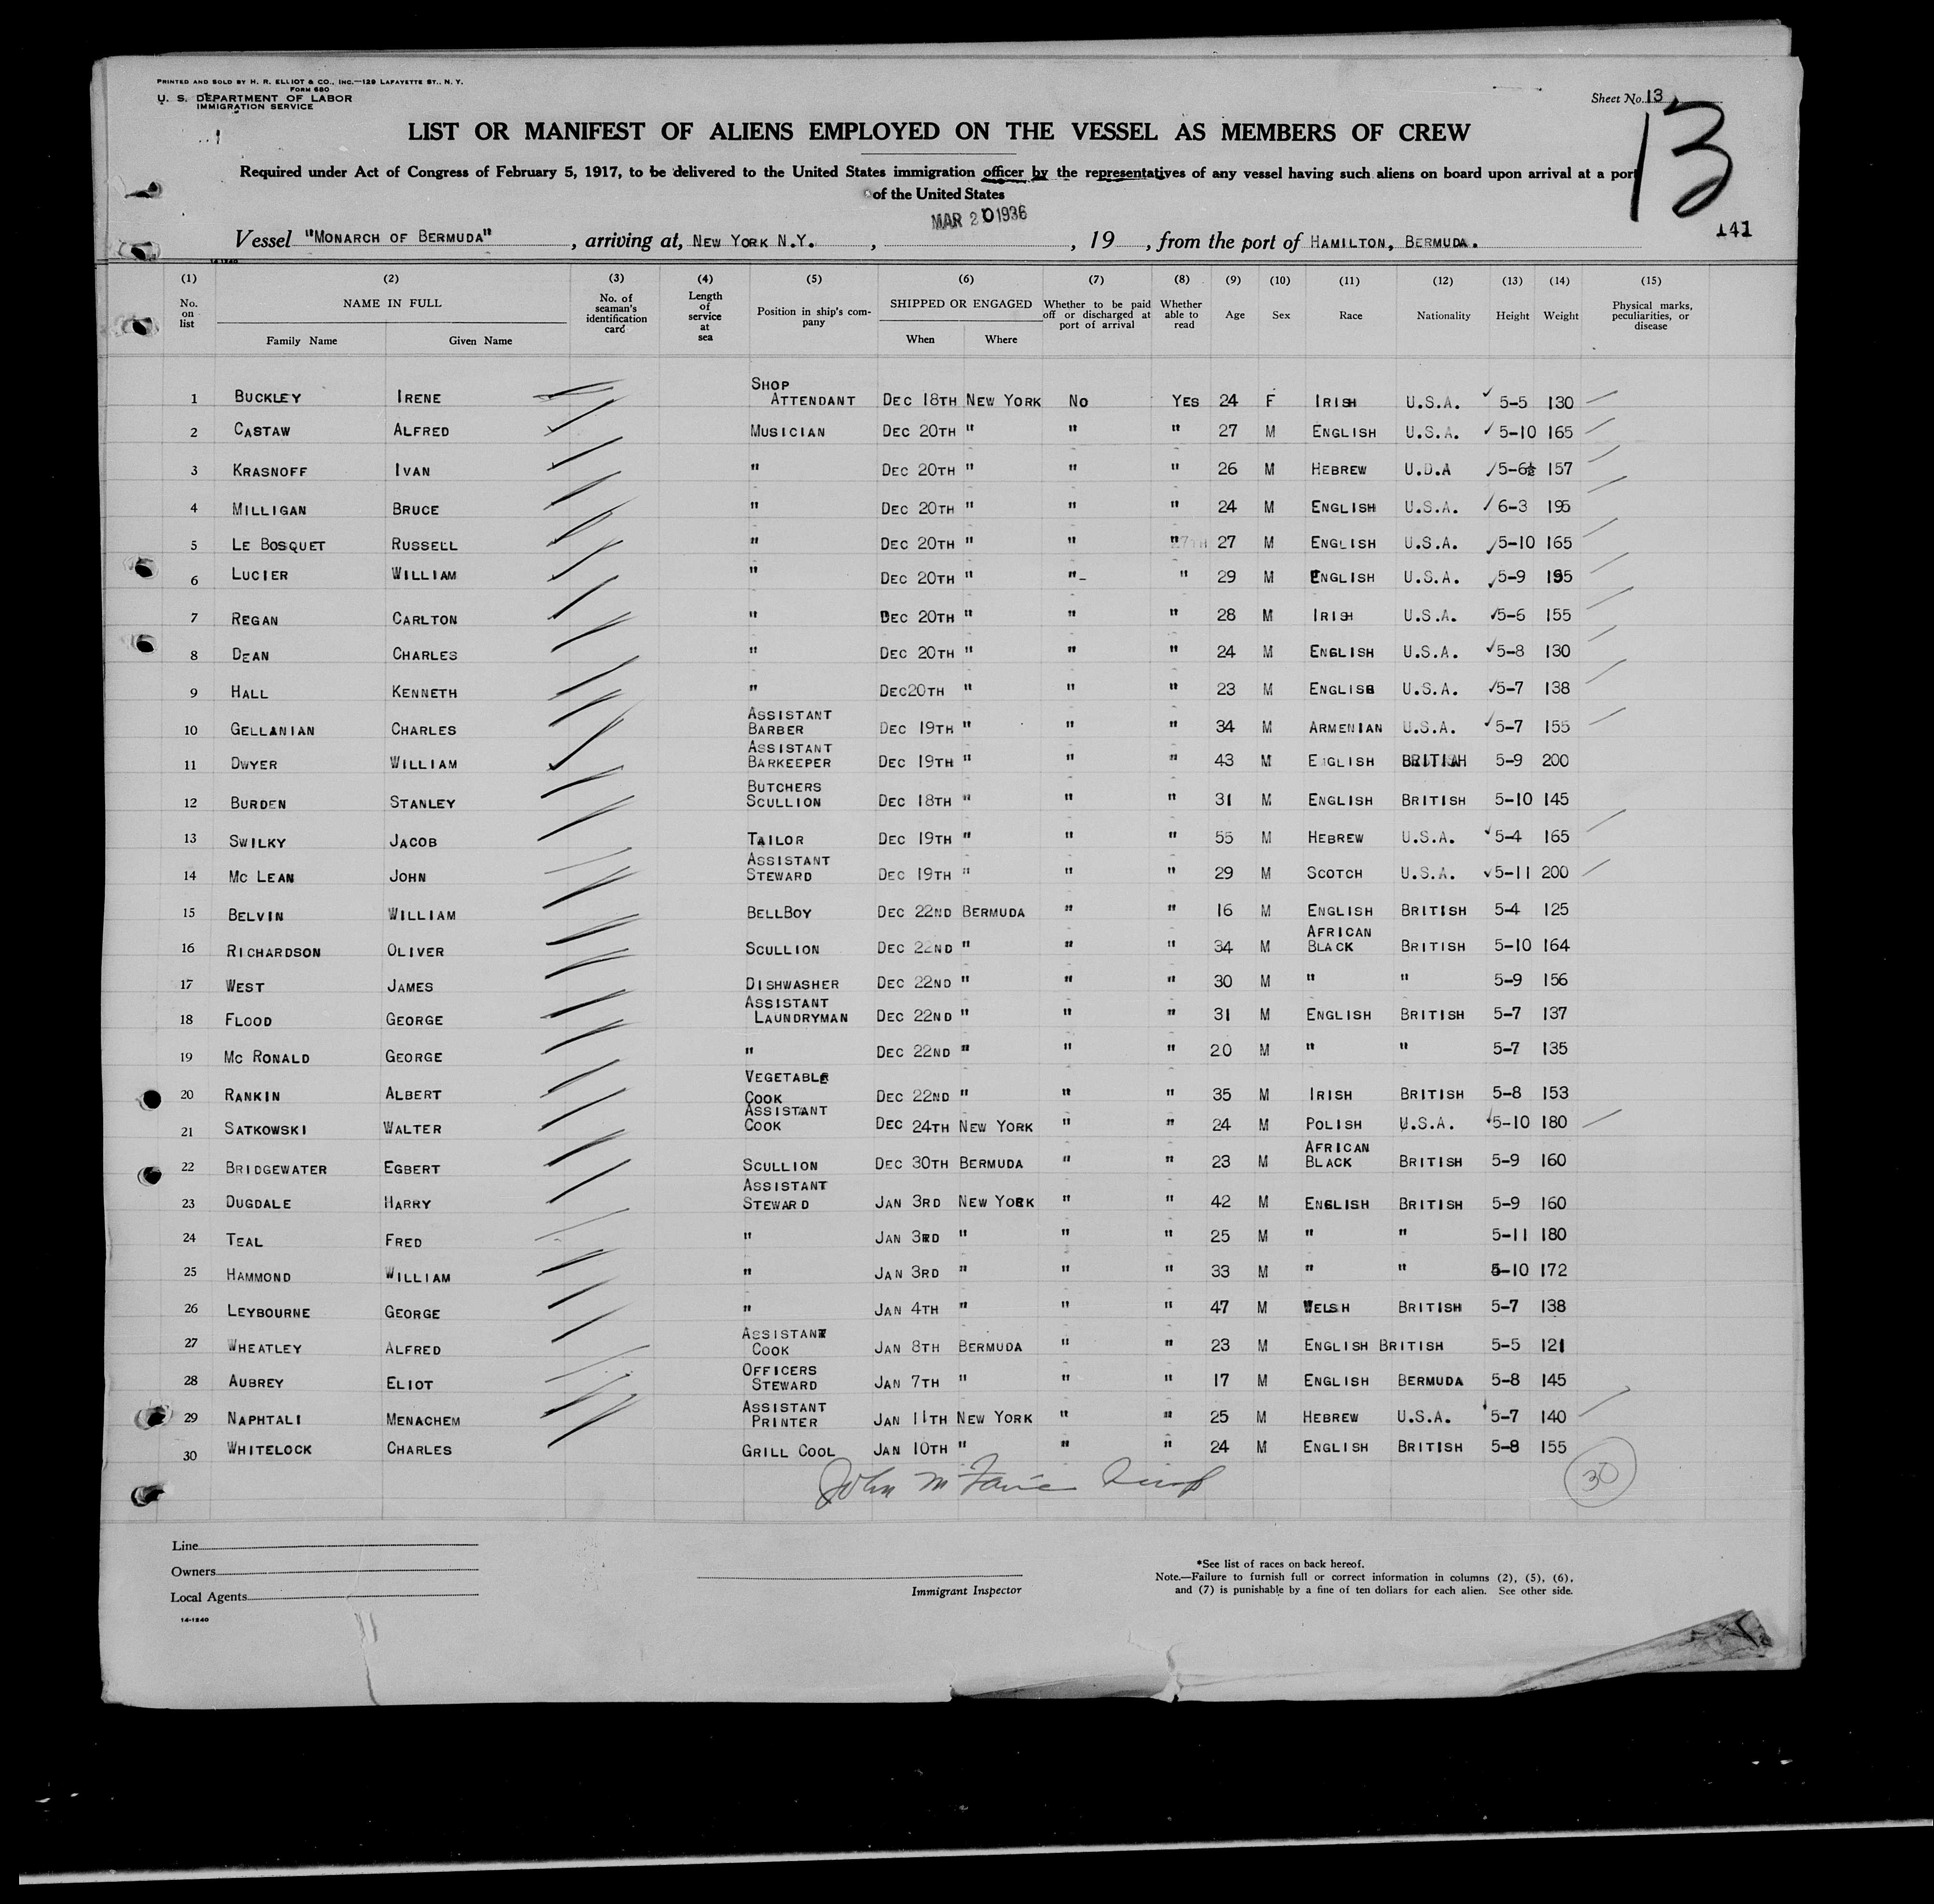 PRINTED AND SOLD BY H. R. ELLIOT & CO., INC.—129 LAFAYETTE ST., N. Y.
FORM 680
U. S. DEPARTMENT OF LABOR
IMMIGRATION SERVICE
Sheet No. 13
13
LIST OR MANIFEST OF ALIENS EMPLOYED ON THE VESSEL AS MEMBERS OF CREW
Required under Act of Congress of February 5, 1917, to be delivered to the United States immigration officer by the representatives of any vessel having such aliens on board upon arrival at a port
of the United States
MAR 20 1936
141
Vessel "MONARCH OF BERMUDA", arriving at, NEW YORK N.Y., , 19 , from the port of HAMILTON, BERMUDA.
14-1240
(1) (2) (3) (4) (5) (6) (7) (8) (9) (10) (11) (12) (13) (14) (15)
No. on list NAME IN FULL Family Name Given Name No. of seaman's identification card Length of service at sea Position in ship's company SHIPPED OR ENGAGED When Where Whether to be paid off or discharged at port of arrival Whether able to read Age Sex Race Nationality Height Weight Physical marks, peculiarities, or disease
1 BUCKLEY IRENE SHOP ATTENDANT DEC 18TH NEW YORK NO YES 24 F IRISH U.S.A. 5-5 130
2 CASTAW ALFRED MUSICIAN DEC 20TH " " " 27 M ENGLISH U.S.A. 5-10 165
3 KRASNOFF IVAN " DEC 20TH " " " 26 M HEBREW U.D.A 5-6½ 157
4 MILLIGAN BRUCE " DEC 20TH " " " 24 M ENGLISH U.S.A. 6-3 195
5 LE BOSQUET RUSSELL " DEC 20TH " " " 27 M ENGLISH U.S.A. 5-10 165
6 LUCIER WILLIAM " DEC 20TH " "- " 29 M ENGLISH U.S.A. 5-9 195
7 REGAN CARLTON " DEC 20TH " " " 28 M IRISH U.S.A. 5-6 155
8 DEAN CHARLES " DEC 20TH " " " 24 M ENGLISH U.S.A. 5-8 130
9 HALL KENNETH " DEC20TH " " " 23 M ENGLISH U.S.A. 5-7 138
10 GELLANIAN CHARLES ASSISTANT BARBER DEC 19TH " " " 34 M ARMENIAN U.S.A. 5-7 155
11 DWYER WILLIAM ASSISTANT BARKEEPER DEC 19TH " " " 43 M ENGLISH BRITISH 5-9 200
12 BURDEN STANLEY BUTCHERS SCULLION DEC 18TH " " " 31 M ENGLISH BRITISH 5-10 145
13 SWILKY JACOB TAILOR DEC 19TH " " " 55 M HEBREW U.S.A. 5-4 165
14 MC LEAN JOHN ASSISTANT STEWARD DEC 19TH " " " 29 M SCOTCH U.S.A. 5-11 200
15 BELVIN WILLIAM BELLBOY DEC 22ND BERMUDA " " 16 M ENGLISH BRITISH 5-4 125
16 RICHARDSON OLIVER SCULLION DEC 22ND " " " 34 M AFRICAN BLACK BRITISH 5-10 164
17 WEST JAMES DISHWASHER DEC 22ND " " " 30 M " " 5-9 156
18 FLOOD GEORGE ASSISTANT LAUNDRYMAN DEC 22ND " " " 31 M ENGLISH BRITISH 5-7 137
19 MC RONALD GEORGE " DEC 22ND " " " 20 M " " 5-7 135
20 RANKIN ALBERT VEGETABLE COOK DEC 22ND " " " 35 M IRISH BRITISH 5-8 153
21 SATKOWSKI WALTER ASSISTANT COOK DEC 24TH NEW YORK " " 24 M POLISH U.S.A. 5-10 180
22 BRIDGEWATER EGBERT SCULLION DEC 30TH BERMUDA " " 23 M AFRICAN BLACK BRITISH 5-9 160
23 DUGDALE HARRY ASSISTANT STEWARD JAN 3RD NEW YORK " " 42 M ENGLISH BRITISH 5-9 160
24 TEAL FRED " JAN 3RD " " " 25 M " " 5-11 180
25 HAMMOND WILLIAM " JAN 3RD " " " 33 M " " 5-10 172
26 LEYBOURNE GEORGE " JAN 4TH " " " 47 M WELSH BRITISH 5-7 138
27 WHEATLEY ALFRED ASSISTANT COOK JAN 8TH BERMUDA " " 23 M ENGLISH BRITISH 5-5 121
28 AUBREY ELIOT OFFICERS STEWARD JAN 7TH " " " 17 M ENGLISH BERMUDA 5-8 145
29 NAPHTALI MENACHEM ASSISTANT PRINTER JAN 11TH NEW YORK " " 25 M HEBREW U.S.A. 5-7 140
30 WHITELOCK CHARLES GRILL COOL JAN 10TH " " " 24 M ENGLISH BRITISH 5-8 155
John M
30
Line
Owners
Local Agents
14-1240
Immigrant Inspector
*See list of races on back hereof.
Note.—Failure to furnish full or correct information in columns (2), (5), (6),
and (7) is punishable by a fine of ten dollars for each alien. See other side.